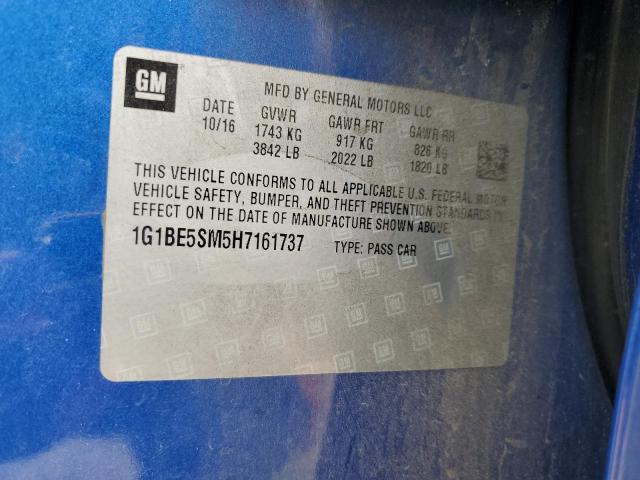 GM
MFD BY GENERAL MOTORS LLC
DATE GVWR GAWR FRT GAWR RR
10/16 1743 KG 917 KG 826 KG
3842 LB 2022 LB 1820 LB
THIS VEHICLE CONFORMS TO ALL APPLICABLE U.S. FEDERAL MOTOR
VEHICLE SAFETY, BUMPER, AND THEFT PREVENTION STANDARDS IN
EFFECT ON THE DATE OF MANUFACTURE SHOWN ABOVE.
1G1BE5SM5H7161737 TYPE: PASS CAR